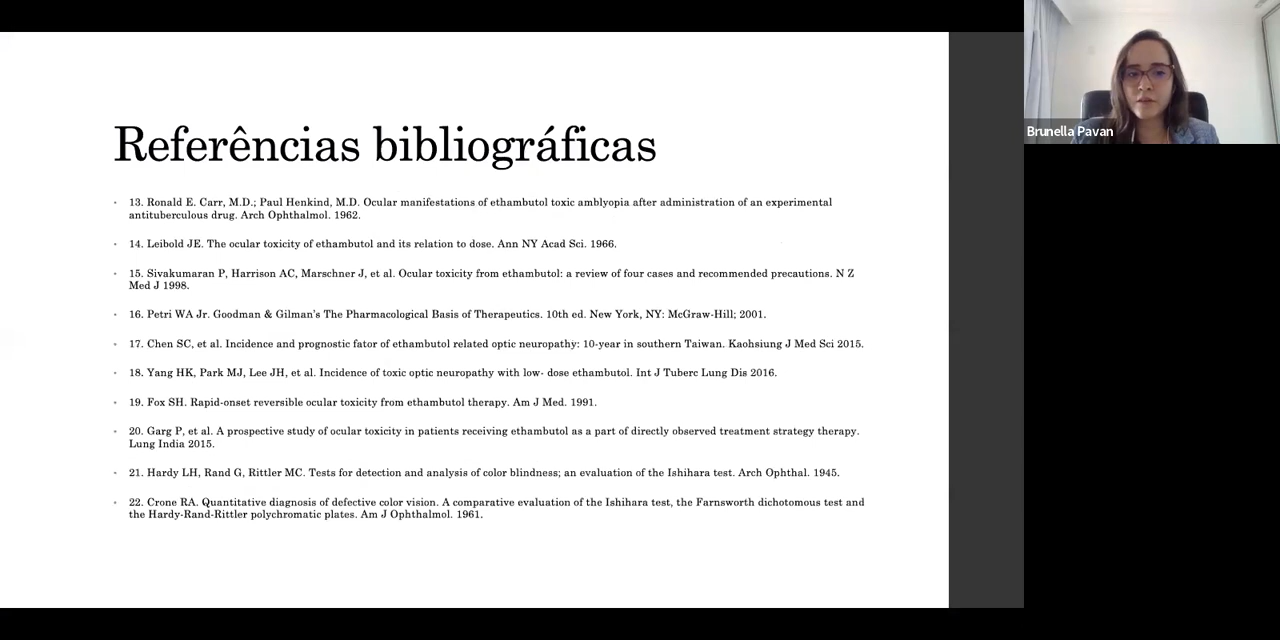 Referências bibliográficas
13. Ronald E. Carr, M.D.; Paul Henkind, M.D. Ocular manifestations of ethambutol toxic amblyopia after administration of an experimental
antituberculous drug. Arch Ophthalmol. 1962.
14. Leibold JE. The ocular toxicity of ethambutol and its relation to dose. Ann NY Acad Sci. 1966.
15. Sivakumaran P, Harrison AC, Marschner J, et al. Ocular toxicity from ethambutol: a review of four cases and recommended precautions. N Z
Med J 1998.
16. Petri WA Jr. Goodman & Gilman's The Pharmacological Basis of Therapeutics. 10th ed. New York, NY: McGraw-Hill; 2001.
17. Chen SC, et al. Incidence and prognostic fator of ethambutol related optic neuropathy: 10-year in southern Taiwan. Kaohsiung J Med Sci 2015.
18. Yang HK, Park MJ, Lee JH, et al. Incidence of toxic optic neuropathy with low- dose ethambutol. Int J Tuberc Lung Dis 2016.
19. Fox SH. Rapid-onset reversible ocular toxicity from ethambutol therapy. Am J Med. 1991.
20. Garg P, et al. A prospective study of ocular toxicity in patients receiving ethambutol as a part of directly observed treatment strategy therapy.
Lung India 2015.
21. Hardy LH, Rand G, Rittler MC. Tests for detection and analysis of color blindness; an evaluation of the Ishihara test. Arch Ophthal. 1945.
22. Crone RA. Quantitative diagnosis of defective color vision. A comparative evaluation of the Ishihara test, the Farnsworth dichotomous test and
the Hardy-Rand-Rittler polychromatic plates. Am J Ophthalmol. 1961.
Brunella Pavan